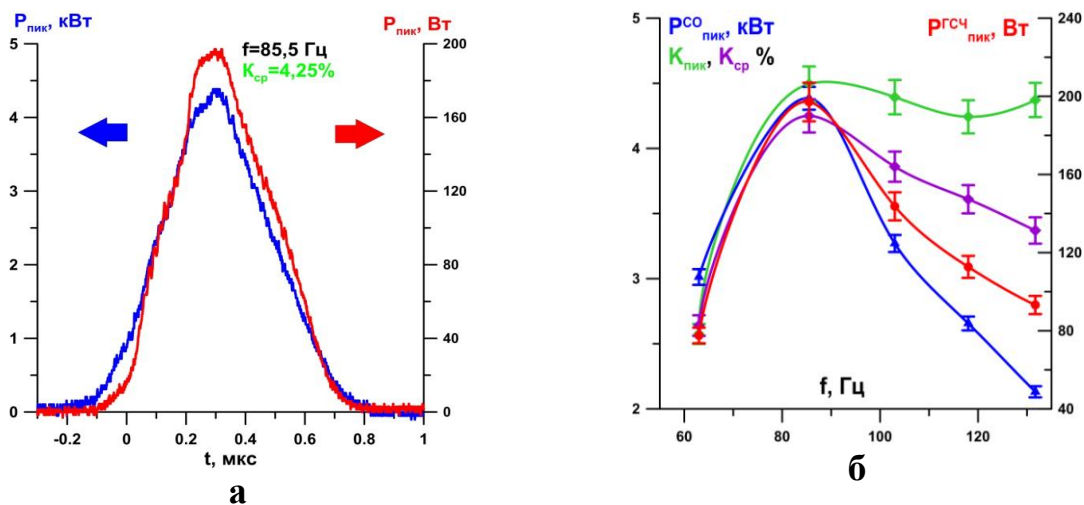 Pпик, кВт
Pпик, Вт
f=85,5 Гц
Kср=4,25%
5
4
3
2
1
0
200
160
120
80
40
0
-0.2 0 0.2 0.4 0.6 0.8 1
t, мкс
а
PСОпик, кВт
PГСЧпик, Вт
Kпик, Kср %
5
4
3
2
240
200
160
120
80
40
f, Гц
60 80 100 120
б